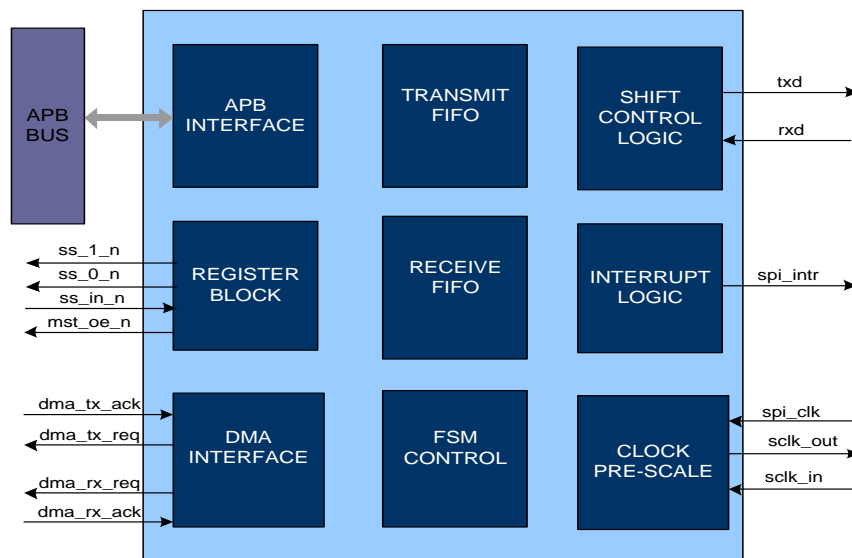 APB
BUS
APB
INTERFACE
TRANSMIT
FIFO
SHIFT
CONTROL
LOGIC
txd
rxd
ss_1_n
ss_0_n
ss_in_n
mst_oe_n
REGISTER
BLOCK
RECEIVE
FIFO
INTERRUPT
LOGIC
spi_intr
dma_tx_ack
dma_tx_req
dma_rx_req
dma_rx_ack
DMA
INTERFACE
FSM
CONTROL
CLOCK
PRE-SCALE
spi_clk
sclk_out
sclk_in